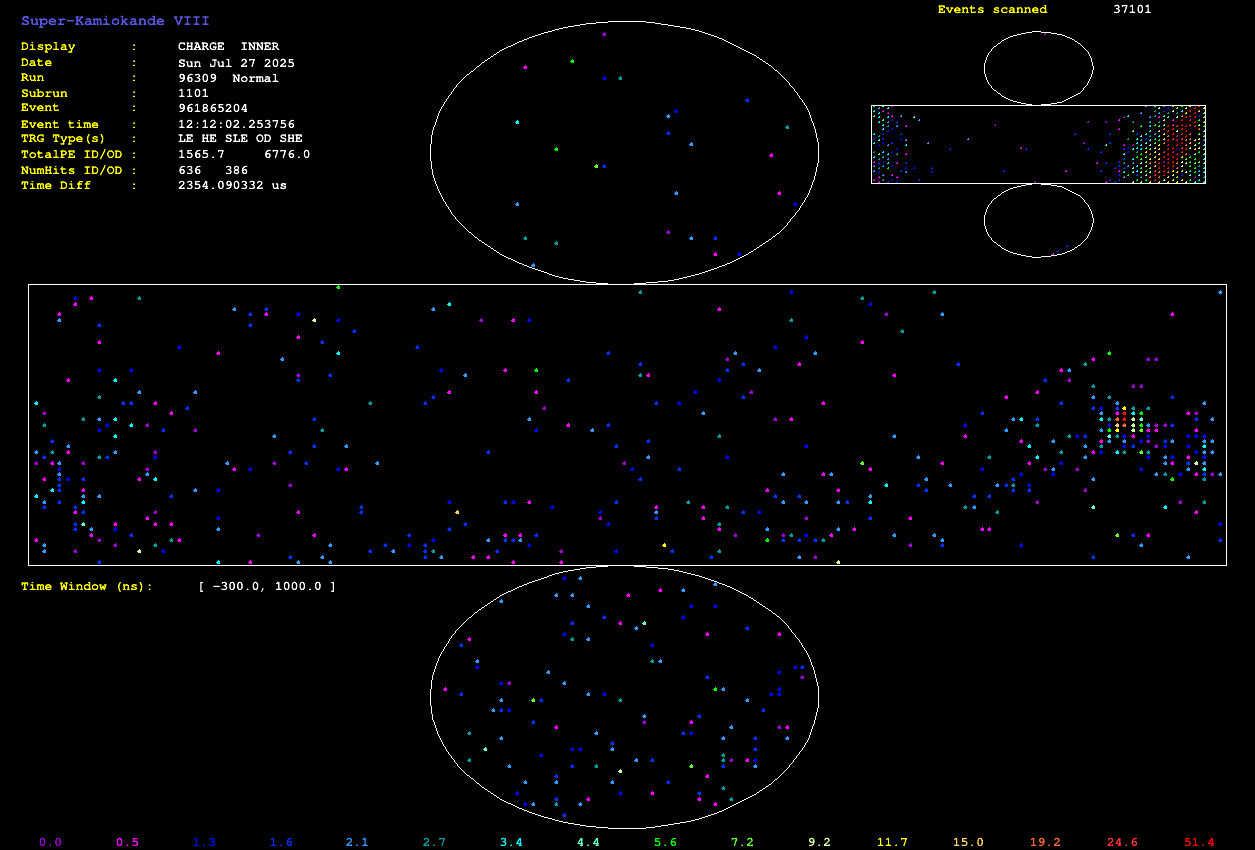 Super-Kamiokande VIII
Events scanned 37101
Display : CHARGE INNER
Date : Sun Jul 27 2025
Run : 96309 Normal
Subrun : 1101
Event : 961865204
Event time : 12:12:02.253756
TRG Type(s) : LE HE SLE OD SHE
TotalPE ID/OD : 1565.7 6776.0
NumHits ID/OD : 636 386
Time Diff : 2354.090332 us
Time Window (ns): [ -300.0, 1000.0 ]
0.0 0.5 1.3 1.6 2.1 2.7 3.4 4.4 5.6 7.2 9.2 11.7 15.0 19.2 24.6 51.4